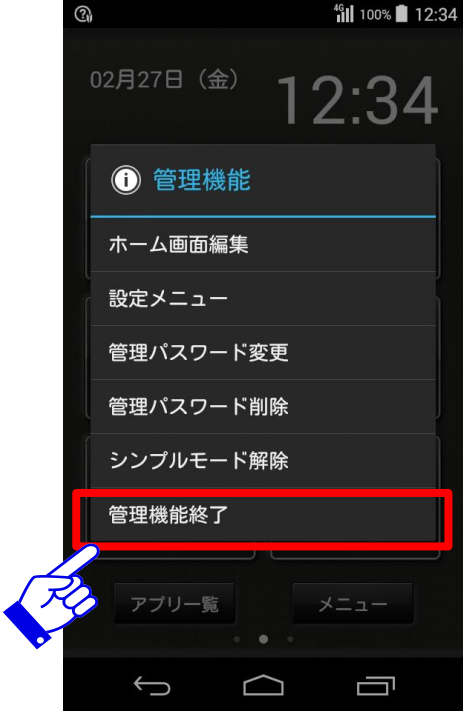 4G 100% 12:34
02月27日（金）
12:34
管理機能
ホーム画面編集
設定メニュー
管理パスワード変更
管理パスワード削除
シンプルモード解除
管理機能終了
アプリ一覧 メニュー